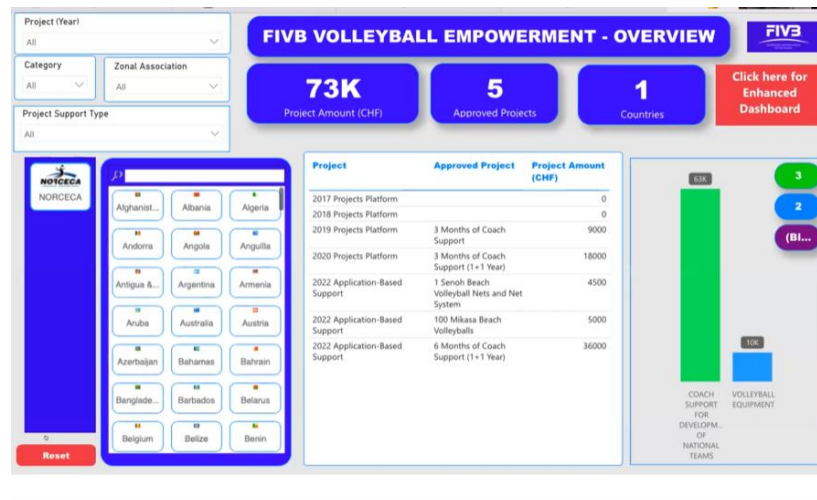 Project (Year)
All
Category
All
Zonal Association
All
Project Support Type
All
FIVB VOLLEYBALL EMPOWERMENT - OVERVIEW
FIVB
73K
Project Amount (CHF)
5
Approved Projects
1
Countries
Click here for
Enhanced
Dashboard
NORCECA
NORCECA
Reset
Afghanist...
Albania
Algeria
Andorra
Angola
Anguilla
Antigua &...
Argentina
Armenia
Aruba
Australia
Austria
Azerbaijan
Bahamas
Bahrain
Banglade...
Barbados
Belarus
Belgium
Belize
Benin
Project
Approved Project
Project Amount
(CHF)
2017 Projects Platform
0
2018 Projects Platform
0
2019 Projects Platform
3 Months of Coach
Support
9000
2020 Projects Platform
3 Months of Coach
Support (1+1 Year)
18000
2022 Application-Based
Support
1 Senoh Beach
Volleyball Nets and Net
System
4500
2022 Application-Based
Support
100 Mikasa Beach
Volleyballs
5000
2022 Application-Based
Support
6 Months of Coach
Support (1+1 Year)
36000
63K
10K
COACH
SUPPORT
FOR
DEVELOPM...
OF
NATIONAL
TEAMS
VOLLEYBALL
EQUIPMENT
3
2
(Bl...